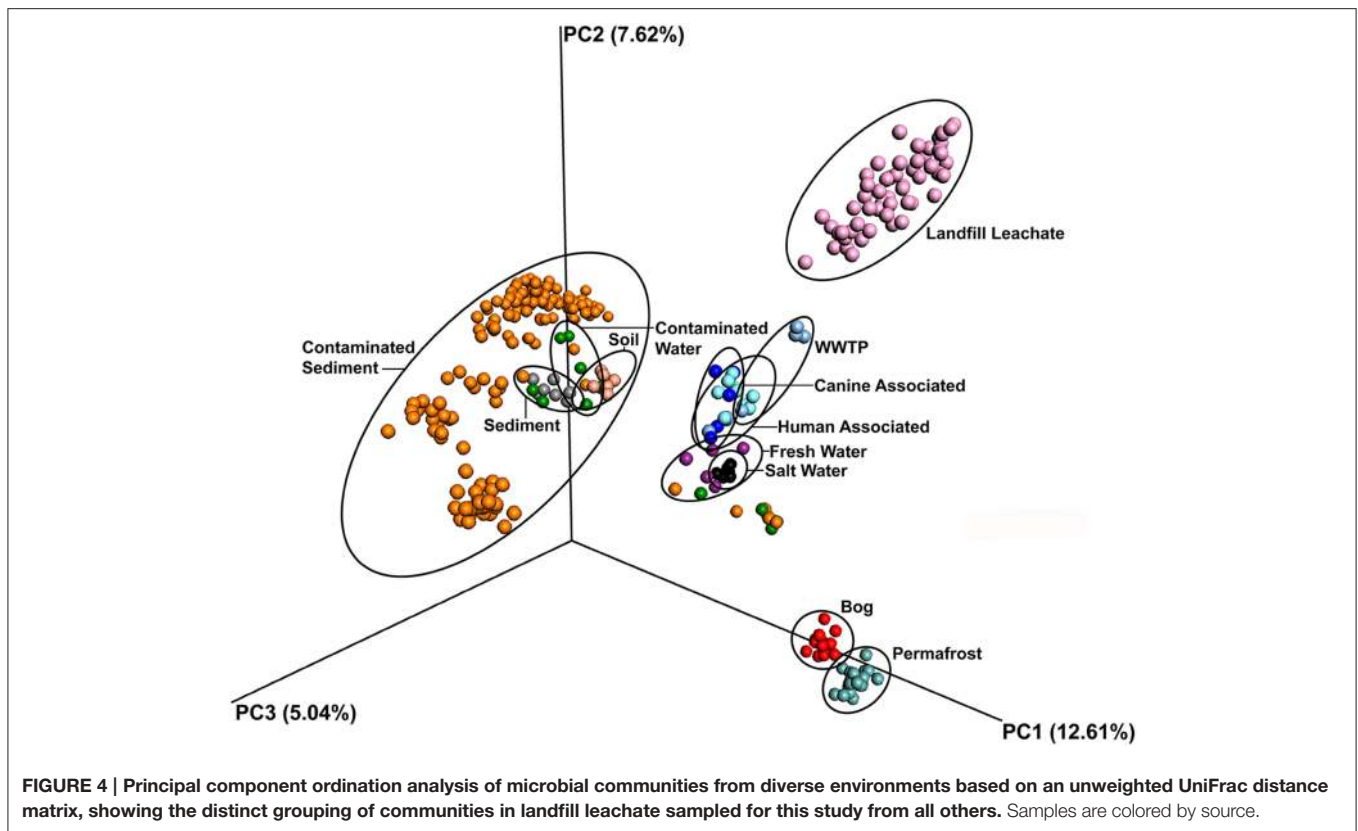 PC2 (7.62%)
Landfill Leachate
Contaminated
Sediment
Contaminated
Water
Soil
WWTP
Canine Associated
Sediment
Human Associated
Fresh Water
Salt Water
Bog
Permafrost
PC3 (5.04%)
PC1 (12.61%)
FIGURE 4 | Principal component ordination analysis of microbial communities from diverse environments based on an unweighted UniFrac distance
matrix, showing the distinct grouping of communities in landfill leachate sampled for this study from all others. Samples are colored by source.